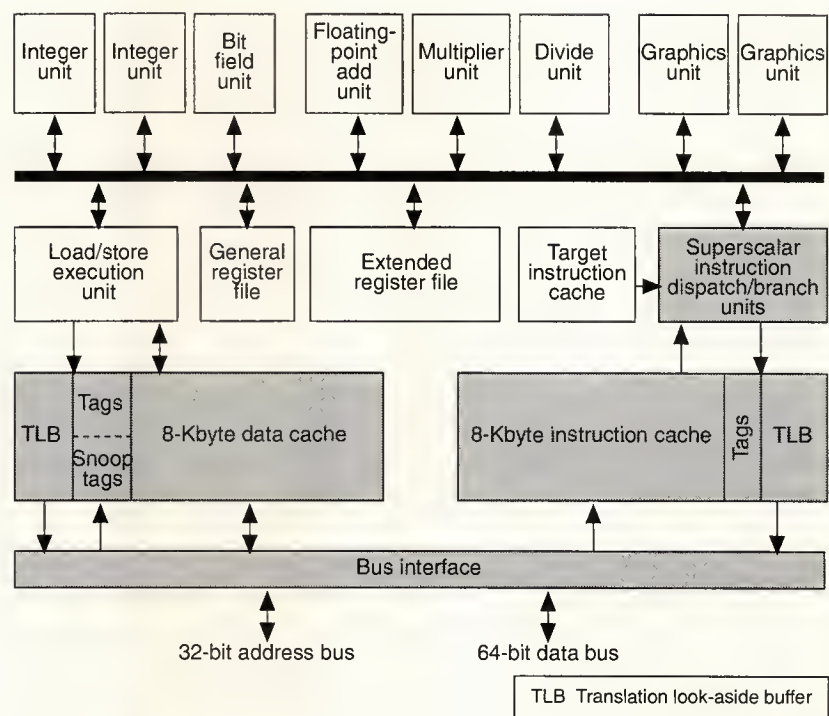 Integer
unit
Integer
unit
Bit
field
unit
Floating-
point
add
unit
Multiplier
unit
Divide
unit
Graphics
unit
Graphics
unit
Load/store
execution
unit
General
register
file
Extended
register file
Target
instruction
cache
Superscalar
instruction
dispatch/branch
units
TLB
Tags
Snoop
tags
8-Kbyte data cache
8-Kbyte instruction cache
Tags
TLB
Bus interface
32-bit address bus
64-bit data bus
TLB Translation look-aside buffer